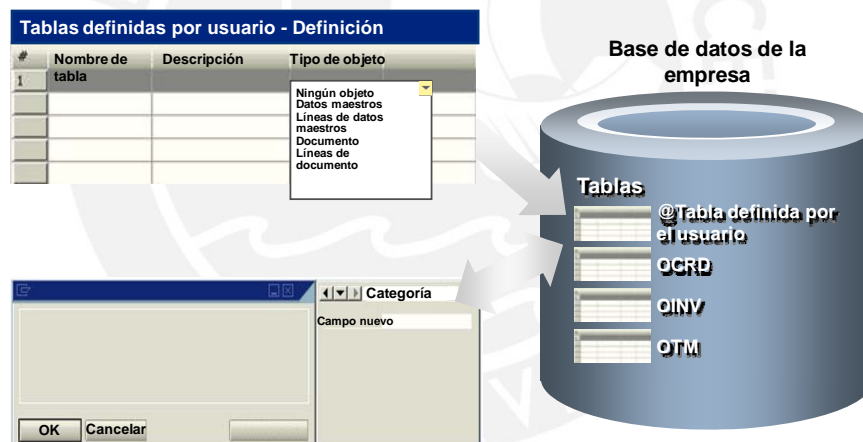 Tablas definidas por usuario - Definición
# Nombre de tabla Descripción Tipo de objeto
1
Ningún objeto
Datos maestros
Líneas de datos
maestros
Documento
Líneas de
documento
Base de datos de la
empresa
Tablas
@Tabla definida por
el usuario
OCRD
OINV
OTM
Categoría
Campo nuevo
OK Cancelar